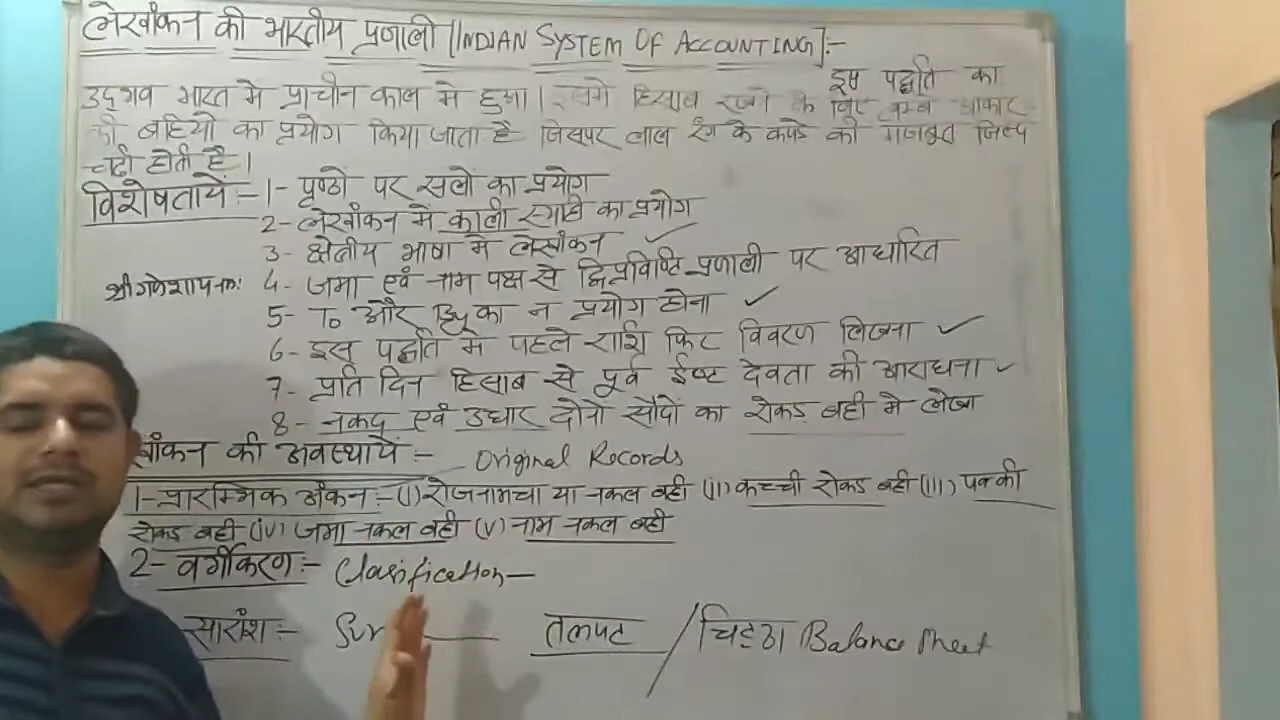 लेखांकन की भारतीय प्रणाली [INDIAN SYSTEM OF ACCOUNTING]:-
इस पद्धति का
उद्गव भारत मे प्राचीन काल मे हुआ। इसमे हिसाब रखने के लिए लम्बे आकार
की बहियो का प्रयोग किया जाता है जिसपर लाल रंग के कपडे की मजबूत जिल्द
चढी होती है।
विशेषतायें:- 1- पृष्ठो पर सलो का प्रयोग
2- लेखांकन मे काली स्याही का प्रयोग
3- क्षेत्रीय भाषा मे लेखांकन
श्री गणेशाय नमः 4- जमा एवं नाम पक्ष से द्विप्रविष्टि प्रणाली पर आधारित
5- To और By का न प्रयोग होना
6- इस पद्धति मे पहले राशि फिर विवरण लिखना
7- प्रति दिन हिसाब से पूर्व ईष्ट देवता की आराधना
8- नकद एवं उधार दोनो सौदों का रोकड बही मे लेखा
खांकन की अवस्थायें:- Original Records
1- प्रारम्भिक अंकन:- (i) रोजनामचा या नकल बही (ii) कच्ची रोकड बही (iii) पक्की
रोकड बही (iv) जमा नकल बही (v) नाम नकल बही
2- वर्गीकरण:- Clasification-
सारांश:- तलपट / चिट्ठा Balance Sheet